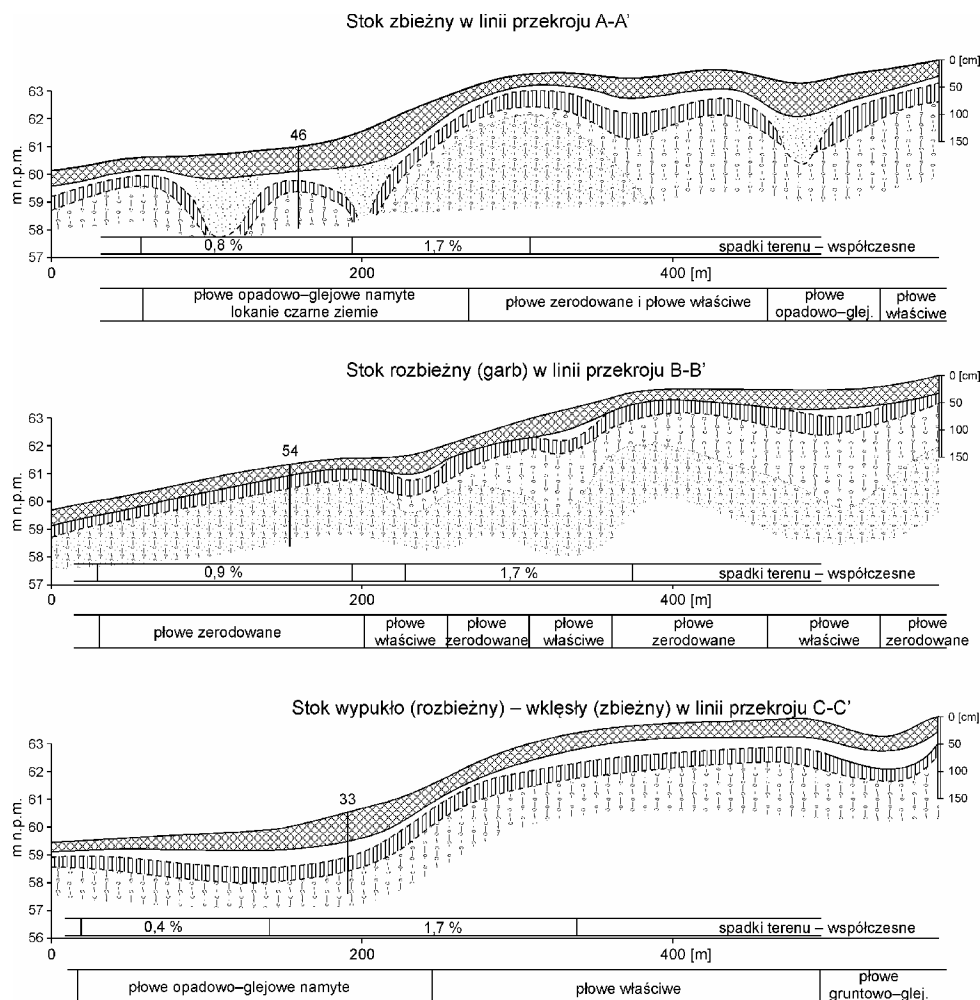 Stok zbieżny w linii przekroju A-A'
0 [cm]
50
100
150
63
62
61
60
59
58
57
m n.p.m.
46
0,8 %
1,7 %
spadki terenu – współczesne
0
200
400 [m]
płowe opadowo–glejowe namyte
lokanie czarne ziemie
płowe zerodowane i płowe właściwe
płowe
opadowo–glej.
płowe
właściwe
Stok rozbieżny (garb) w linii przekroju B-B'
0 [cm]
50
100
150
63
62
61
60
59
58
57
m n.p.m.
54
0,9 %
1,7 %
spadki terenu – współczesne
0
200
400 [m]
płowe zerodowane
płowe
właściwe
płowe
zerodowane
płowe
właściwe
płowe
zerodowane
płowe
właściwe
płowe
zerodowane
Stok wypukło (rozbieżny) – wklęsły (zbieżny) w linii przekroju C-C'
0 [cm]
50
100
150
63
62
61
60
59
58
57
56
m n.p.m.
33
0,4 %
1,7 %
spadki terenu – współczesne
0
200
400 [m]
płowe opadowo–glejowe namyte
płowe właściwe
płowe
gruntowo–glej.